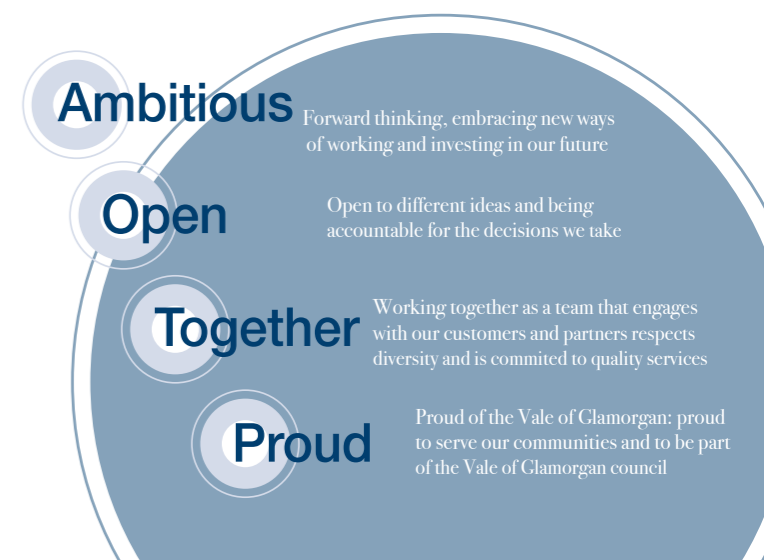 Ambitious
Forward thinking, embracing new ways
of working and investing in our future
Open
Open to different ideas and being
accountable for the decisions we take
Together
Working together as a team that engages
with our customers and partners respects
diversity and is commited to quality services
Proud
Proud of the Vale of Glamorgan: proud
to serve our communities and to be part
of the Vale of Glamorgan council